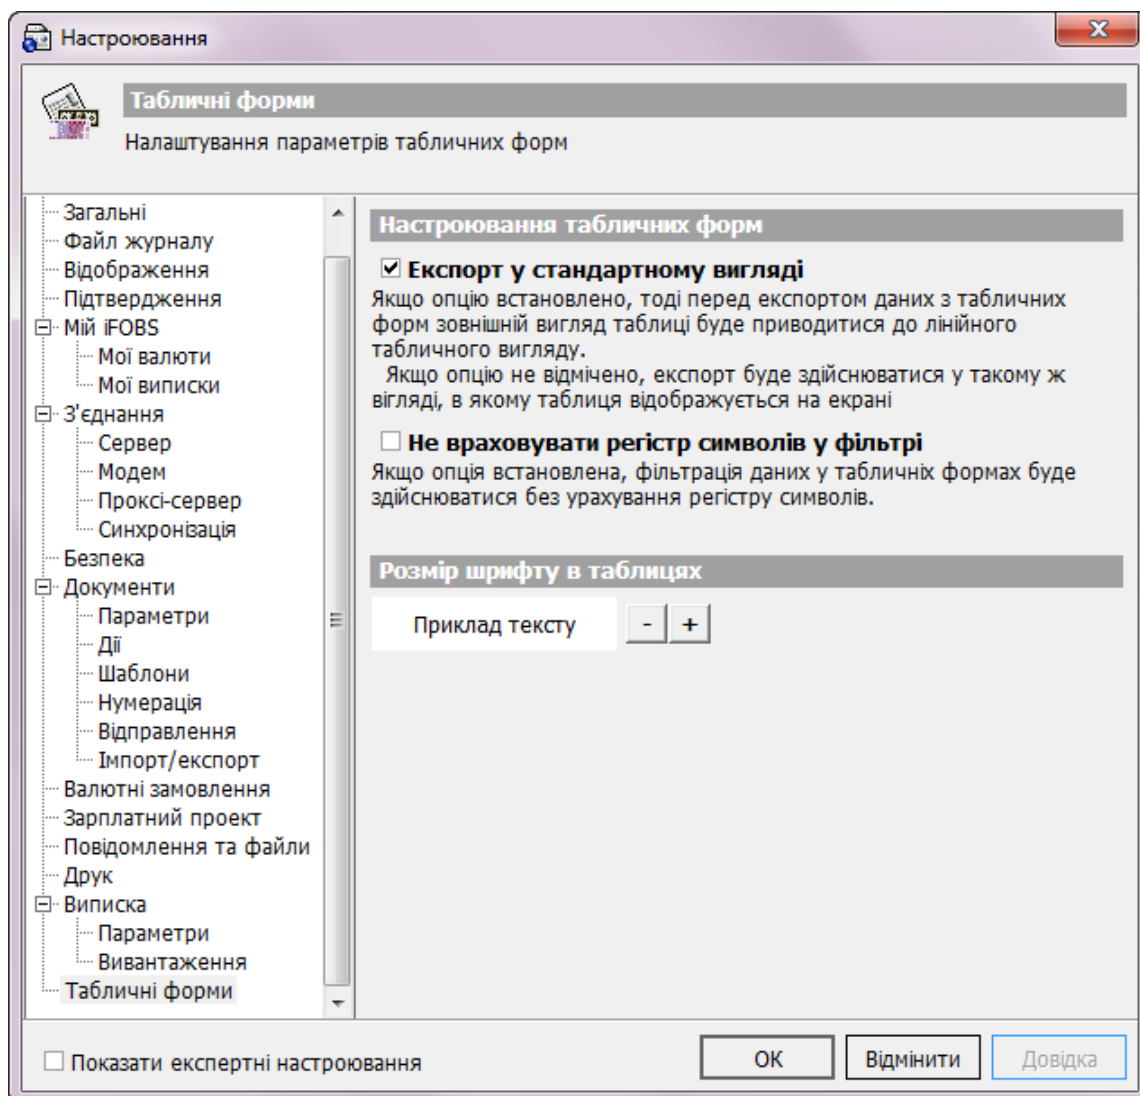 Настроювання
Табличні форми
Налаштування параметрів табличних форм
Загальні
Файл журналу
Відображення
Підтвердження
Мій iFOBS
Мої валюти
Мої виписки
З'єднання
Сервер
Модем
Проксі-сервер
Синхронізація
Безпека
Документи
Параметри
Дії
Шаблони
Нумерація
Відправлення
Імпорт/експорт
Валютні замовлення
Зарплатний проект
Повідомлення та файли
Друк
Виписка
Параметри
Вивантаження
Табличні форми
Настроювання табличних форм
Експорт у стандартному вигляді
Якщо опцію встановлено, тоді перед експортом даних з табличних
форм зовнішній вигляд таблиці буде приводитися до лінійного
табличного вигляду.
Якщо опцію не відмічено, експорт буде здійснюватися у такому ж
вігляді, в якому таблиця відображується на екрані
Не враховувати регістр символів у фільтрі
Якщо опція встановлена, фільтрація даних у табличніх формах буде
здійснюватися без урахування регістру символів.
Розмір шрифту в таблицях
Приклад тексту - +
Показати експертні настроювання
ОК Відмінити Довідка